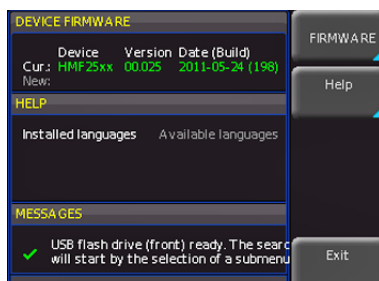 DEVICE FIRMWARE
Device Version Date (Build)
Cur.: HMF25xx 00.025 2011-05-24 (198)
New:
HELP
Installed languages Available languages
MESSAGES
USB flash drive (front) ready. The searc
will start by the selection of a submenu
FIRMWARE
Help
Exit